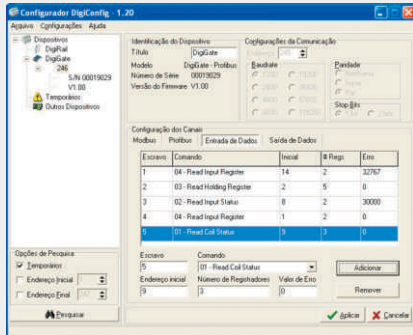 Configurador DigiConfig - 1.20
Arquivo Configurações Ajuda
Dispositivos
DigiRail
DigiGate
246
S/N 00019029
V1.00
Temporários
Outros Dispositivos
Opções de Pesquisa
Temporários
Endereço Inicial
Endereço Final
Pesquisar
Identificação do Dispositivo
Título DigiGate
Modelo DigiGate - Profibus
Número de Série 00019029
Versão do Firmware V1.00
Configurações da Comunicação
Endereço 246
Baudrate
Paridade
Stop Bits
Configuração dos Canais
Modbus Profibus Entrada de Dados Saída de Dados
Escravo Comando Inicial # Regs Erro
1 04 - Read Input Register 14 2 32767
2 03 - Read Holding Register 2 5 0
3 02 - Read Input Status 8 2 30000
4 04 - Read Input Register 1 2 0
5 01 - Read Coil Status 9 3 0
Escravo Comando
5 01 - Read Coil Status Adicionar
Endereço Inicial Número de Registradores Valor de Erro
9 3 0 Remover
Aplicar Cancelar